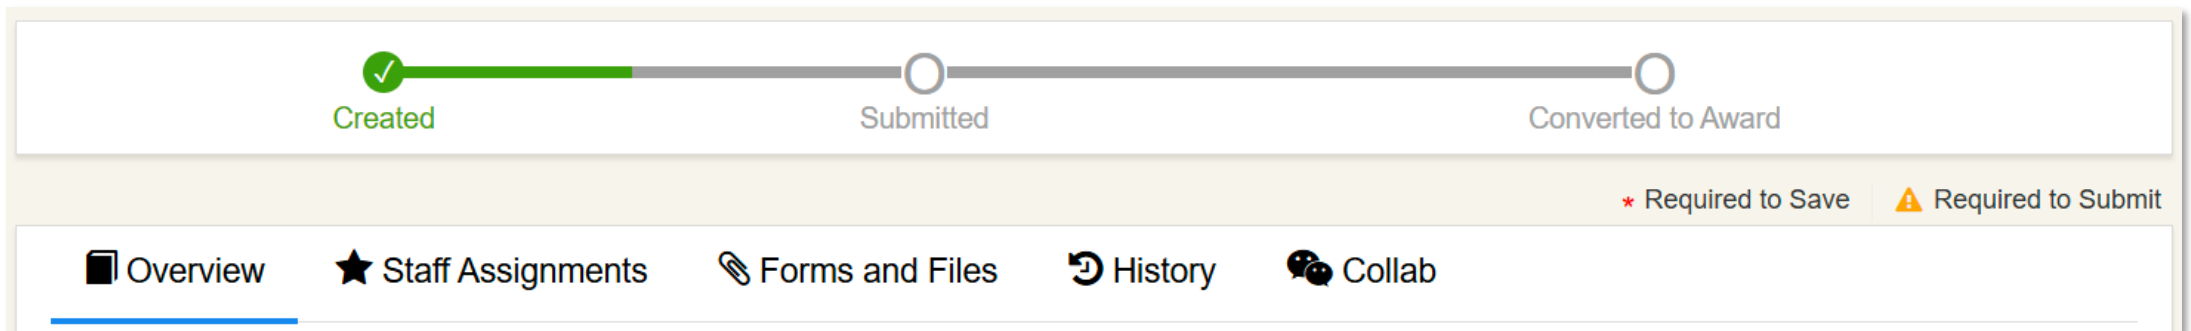 Created Submitted Converted to Award
* Required to Save Required to Submit
Overview Staff Assignments Forms and Files History Collab